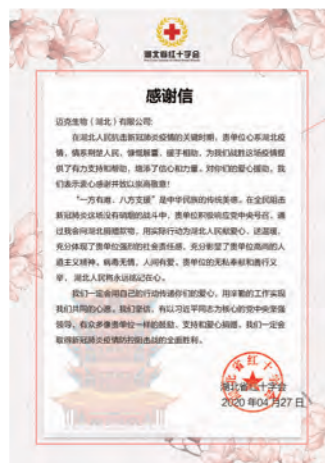 湖北省红十字会
感谢信
迈克生物（湖北）有限公司：
在湖北人民抗击新冠肺炎疫情的关键时期，贵单位心系湖北疫
情，情系荆楚人民，慷慨解囊，援手相助，为我们战胜这场疫情提
供了有力支持和帮助，增添了信心和力量，对你们的爱心援助，我
们表示衷心感谢并致以崇高敬意！
“一方有难，八方支援”是中华民族的传统美德。在全民阻击
新冠肺炎这场没有硝烟的战斗中，贵单位积极响应党中央号召，通
过我会向湖北捐赠款物，用实际行动为湖北人民献爱心、送温暖，
充分体现了贵单位强烈的社会责任感，充分彰显了贵单位高尚的人
道主义精神。病毒无情，人间有爱。贵单位的无私奉献和善行义
举，湖北人民将永远铭记在心。
我们一定会用自己的行动传递你们的爱心，用辛勤的工作实现
我们共同的心愿。我们坚信，有以习近平同志为核心的党中央坚强
领导，有众多像贵单位一样的鼓励、支持和爱心捐赠，我们一定会
取得新冠肺炎疫情防控阻击战的全面胜利。
湖北省红十字会
2020 年 04 月 27 日